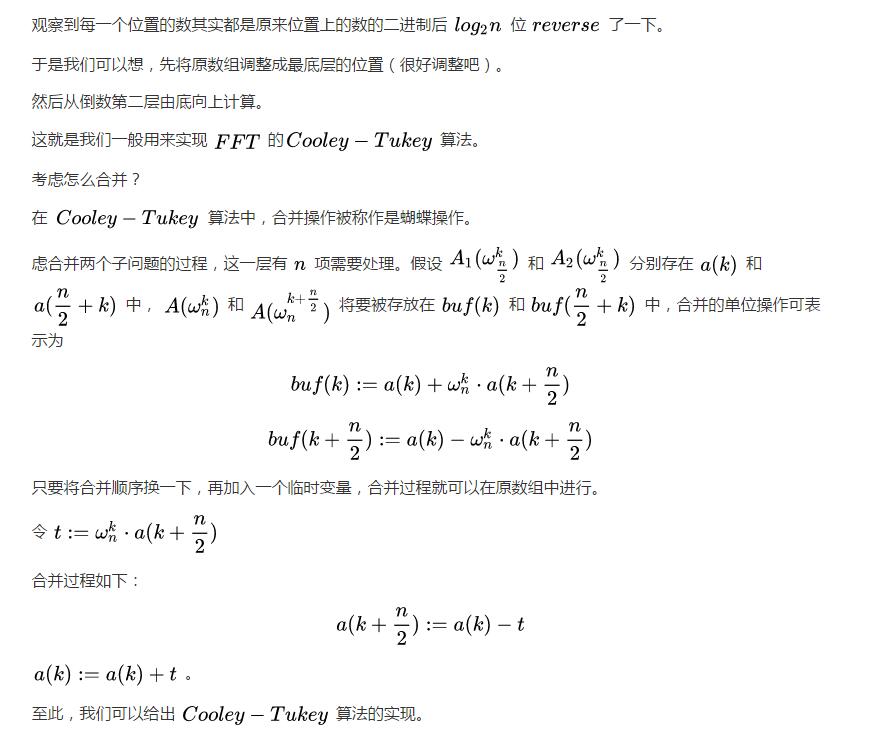 观察到每一个位置的数其实都是原来位置上的数的二进制后 log₂n 位 reverse 了一下。
于是我们可以想，先将原数组调整成最底层的位置（很好调整吧）。
然后从倒数第二层由底向上计算。
这就是我们一般用来实现 FFT 的 Cooley − Tukey 算法。
考虑怎么合并？
在 Cooley − Tukey 算法中，合并操作被称作是蝴蝶操作。
虑合并两个子问题的过程，这一层有 n 项需要处理。假设 A_1(ω_{\frac{n}{2}}^k) 和 A_2(ω_{\frac{n}{2}}^k) 分别存在 a(k) 和
a(\frac{n}{2} + k) 中， A(ω_n^k) 和 A(ω_n^{k+\frac{n}{2}}) 将要被存放在 buf(k) 和 buf(\frac{n}{2} + k) 中，合并的单位操作可表
示为
buf(k) := a(k) + ω_n^k · a(k + \frac{n}{2})
buf(k + \frac{n}{2}) := a(k) − ω_n^k · a(k + \frac{n}{2})
只要将合并顺序换一下，再加入一个临时变量，合并过程就可以在原数组中进行。
令 t := ω_n^k · a(k + \frac{n}{2})
合并过程如下：
a(k + \frac{n}{2}) := a(k) − t
a(k) := a(k) + t 。
至此，我们可以给出 Cooley − Tukey 算法的实现。